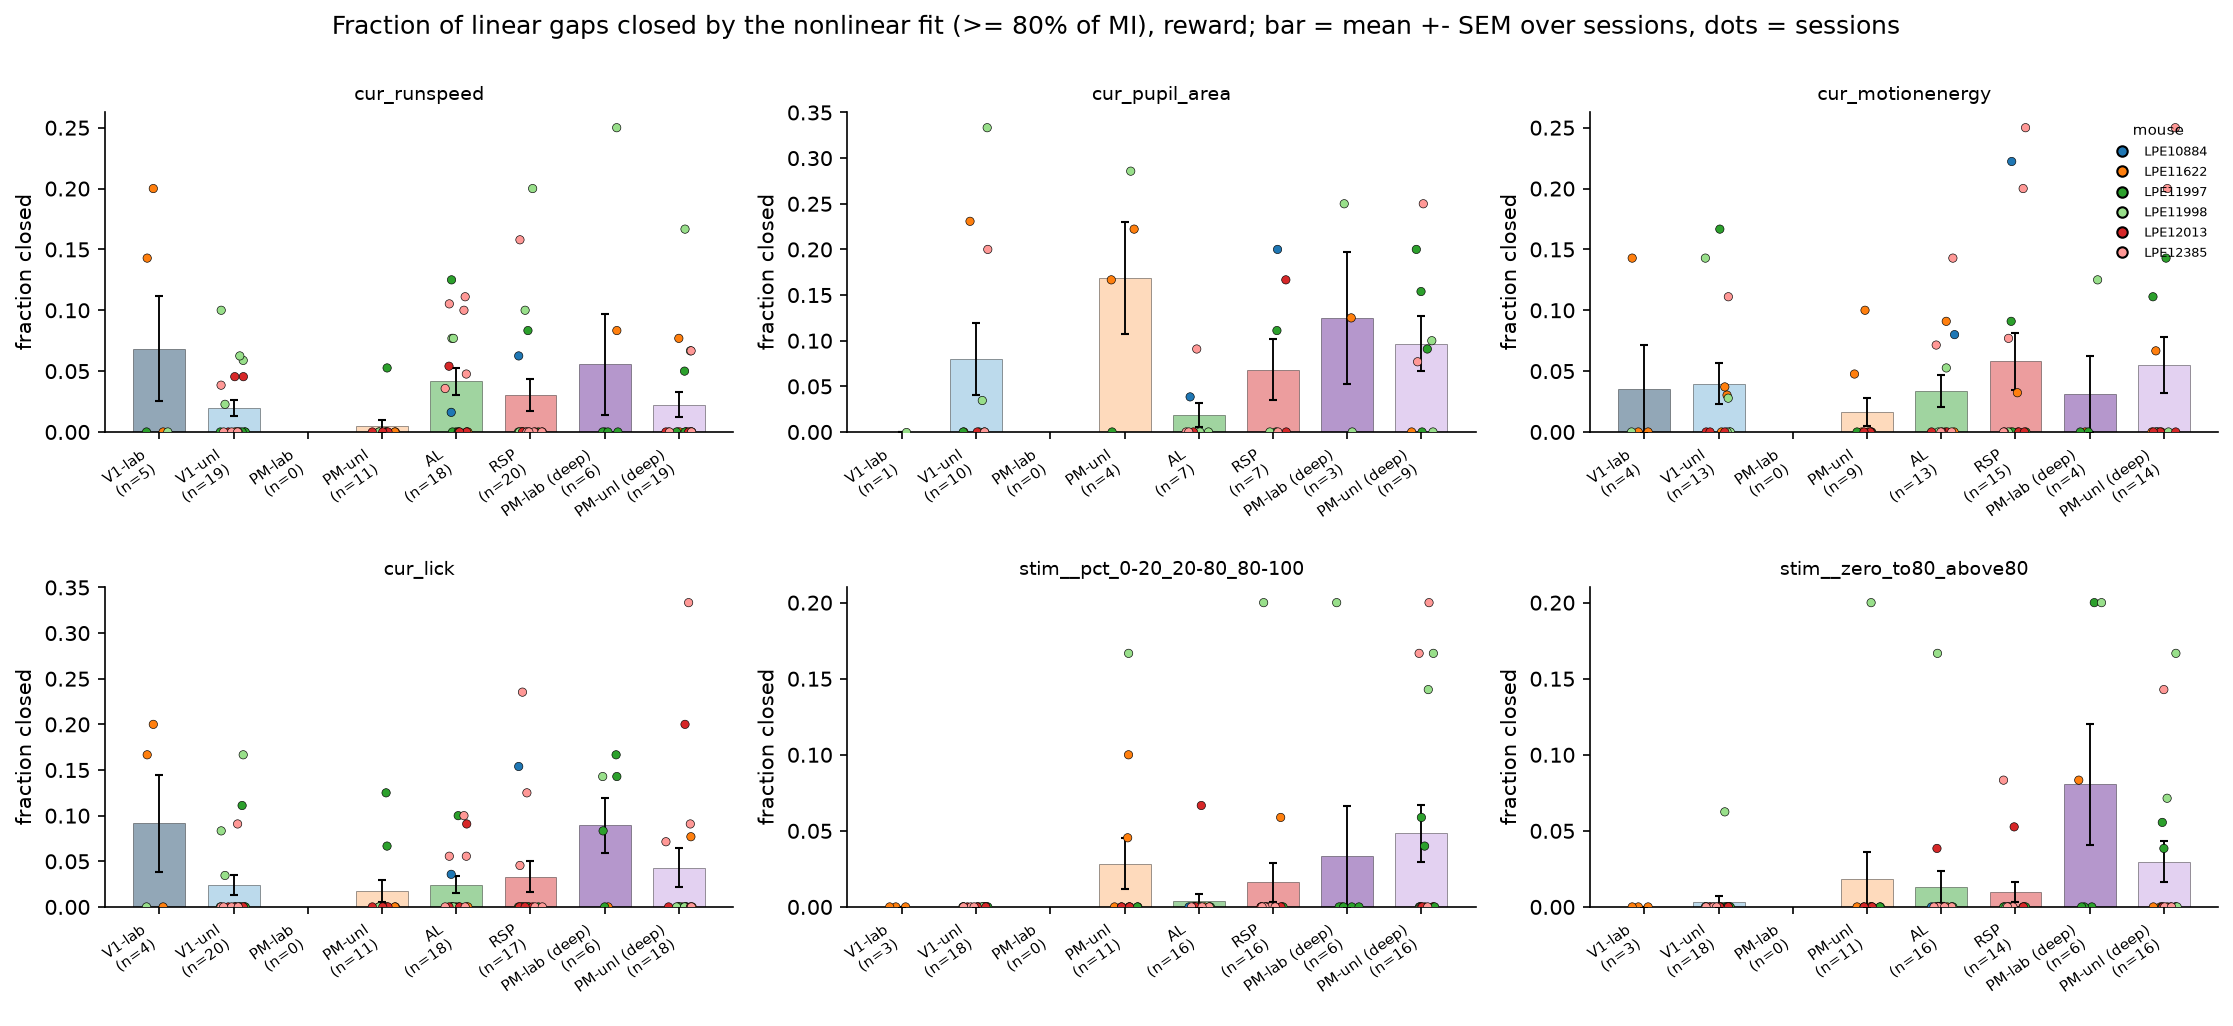 Fraction of linear gaps closed by the nonlinear fit (>= 80% of MI), reward; bar = mean +- SEM over sessions, dots = sessions
cur_runspeed
fraction closed
0.25
0.20
0.15
0.10
0.05
0.00
V1-lab
(n=5)
V1-unl
(n=19)
PM-lab
(n=0)
PM-unl
(n=11)
AL
(n=18)
RSP
(n=20)
PM-lab (deep)
(n=6)
PM-unl (deep)
(n=19)
cur_pupil_area
fraction closed
0.35
0.30
0.25
0.20
0.15
0.10
0.05
0.00
V1-lab
(n=1)
V1-unl
(n=10)
PM-lab
(n=0)
PM-unl
(n=4)
AL
(n=7)
RSP
(n=7)
PM-lab (deep)
(n=3)
PM-unl (deep)
(n=9)
cur_motionenergy
fraction closed
0.25
0.20
0.15
0.10
0.05
0.00
mouse
LPE10884
LPE11622
LPE11997
LPE11998
LPE12013
LPE12385
V1-lab
(n=4)
V1-unl
(n=13)
PM-lab
(n=0)
PM-unl
(n=9)
AL
(n=13)
RSP
(n=15)
PM-lab (deep)
(n=4)
PM-unl (deep)
(n=14)
cur_lick
fraction closed
0.35
0.30
0.25
0.20
0.15
0.10
0.05
0.00
V1-lab
(n=4)
V1-unl
(n=20)
PM-lab
(n=0)
PM-unl
(n=11)
AL
(n=18)
RSP
(n=17)
PM-lab (deep)
(n=6)
PM-unl (deep)
(n=18)
stim__pct_0-20_20-80_80-100
fraction closed
0.20
0.15
0.10
0.05
0.00
V1-lab
(n=3)
V1-unl
(n=18)
PM-lab
(n=0)
PM-unl
(n=11)
AL
(n=16)
RSP
(n=16)
PM-lab (deep)
(n=6)
PM-unl (deep)
(n=16)
stim__zero_to80_above80
fraction closed
0.20
0.15
0.10
0.05
0.00
V1-lab
(n=3)
V1-unl
(n=18)
PM-lab
(n=0)
PM-unl
(n=11)
AL
(n=16)
RSP
(n=14)
PM-lab (deep)
(n=6)
PM-unl (deep)
(n=16)